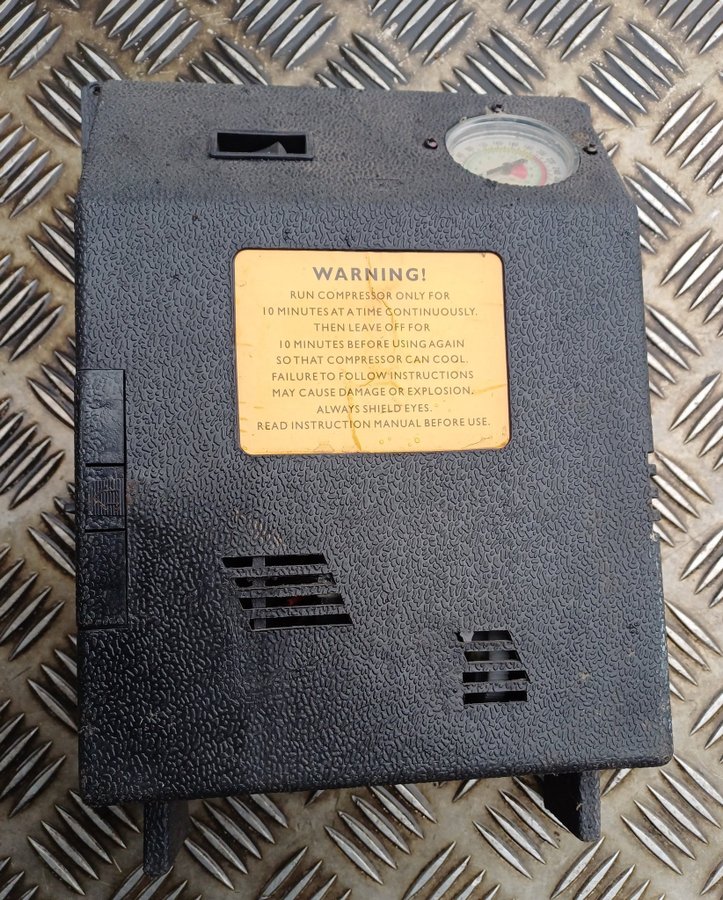 WARNING!
RUN COMPRESSOR ONLY FOR
10 MINUTES AT A TIME CONTINUOUSLY.
THEN LEAVE OFF FOR
10 MINUTES BEFORE USING AGAIN
SO THAT COMPRESSOR CAN COOL.
FAILURE TO FOLLOW INSTRUCTIONS
MAY CAUSE DAMAGE OR EXPLOSION.
ALWAYS SHIELD EYES.
READ INSTRUCTION MANUAL BEFORE USE.